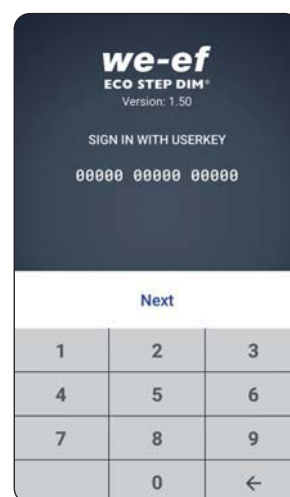 we-ef
ECO STEP DIM®
Version: 1.50
SIGN IN WITH USERKEY
00000 00000 00000
Next
1 2 3
4 5 6
7 8 9
0 ←